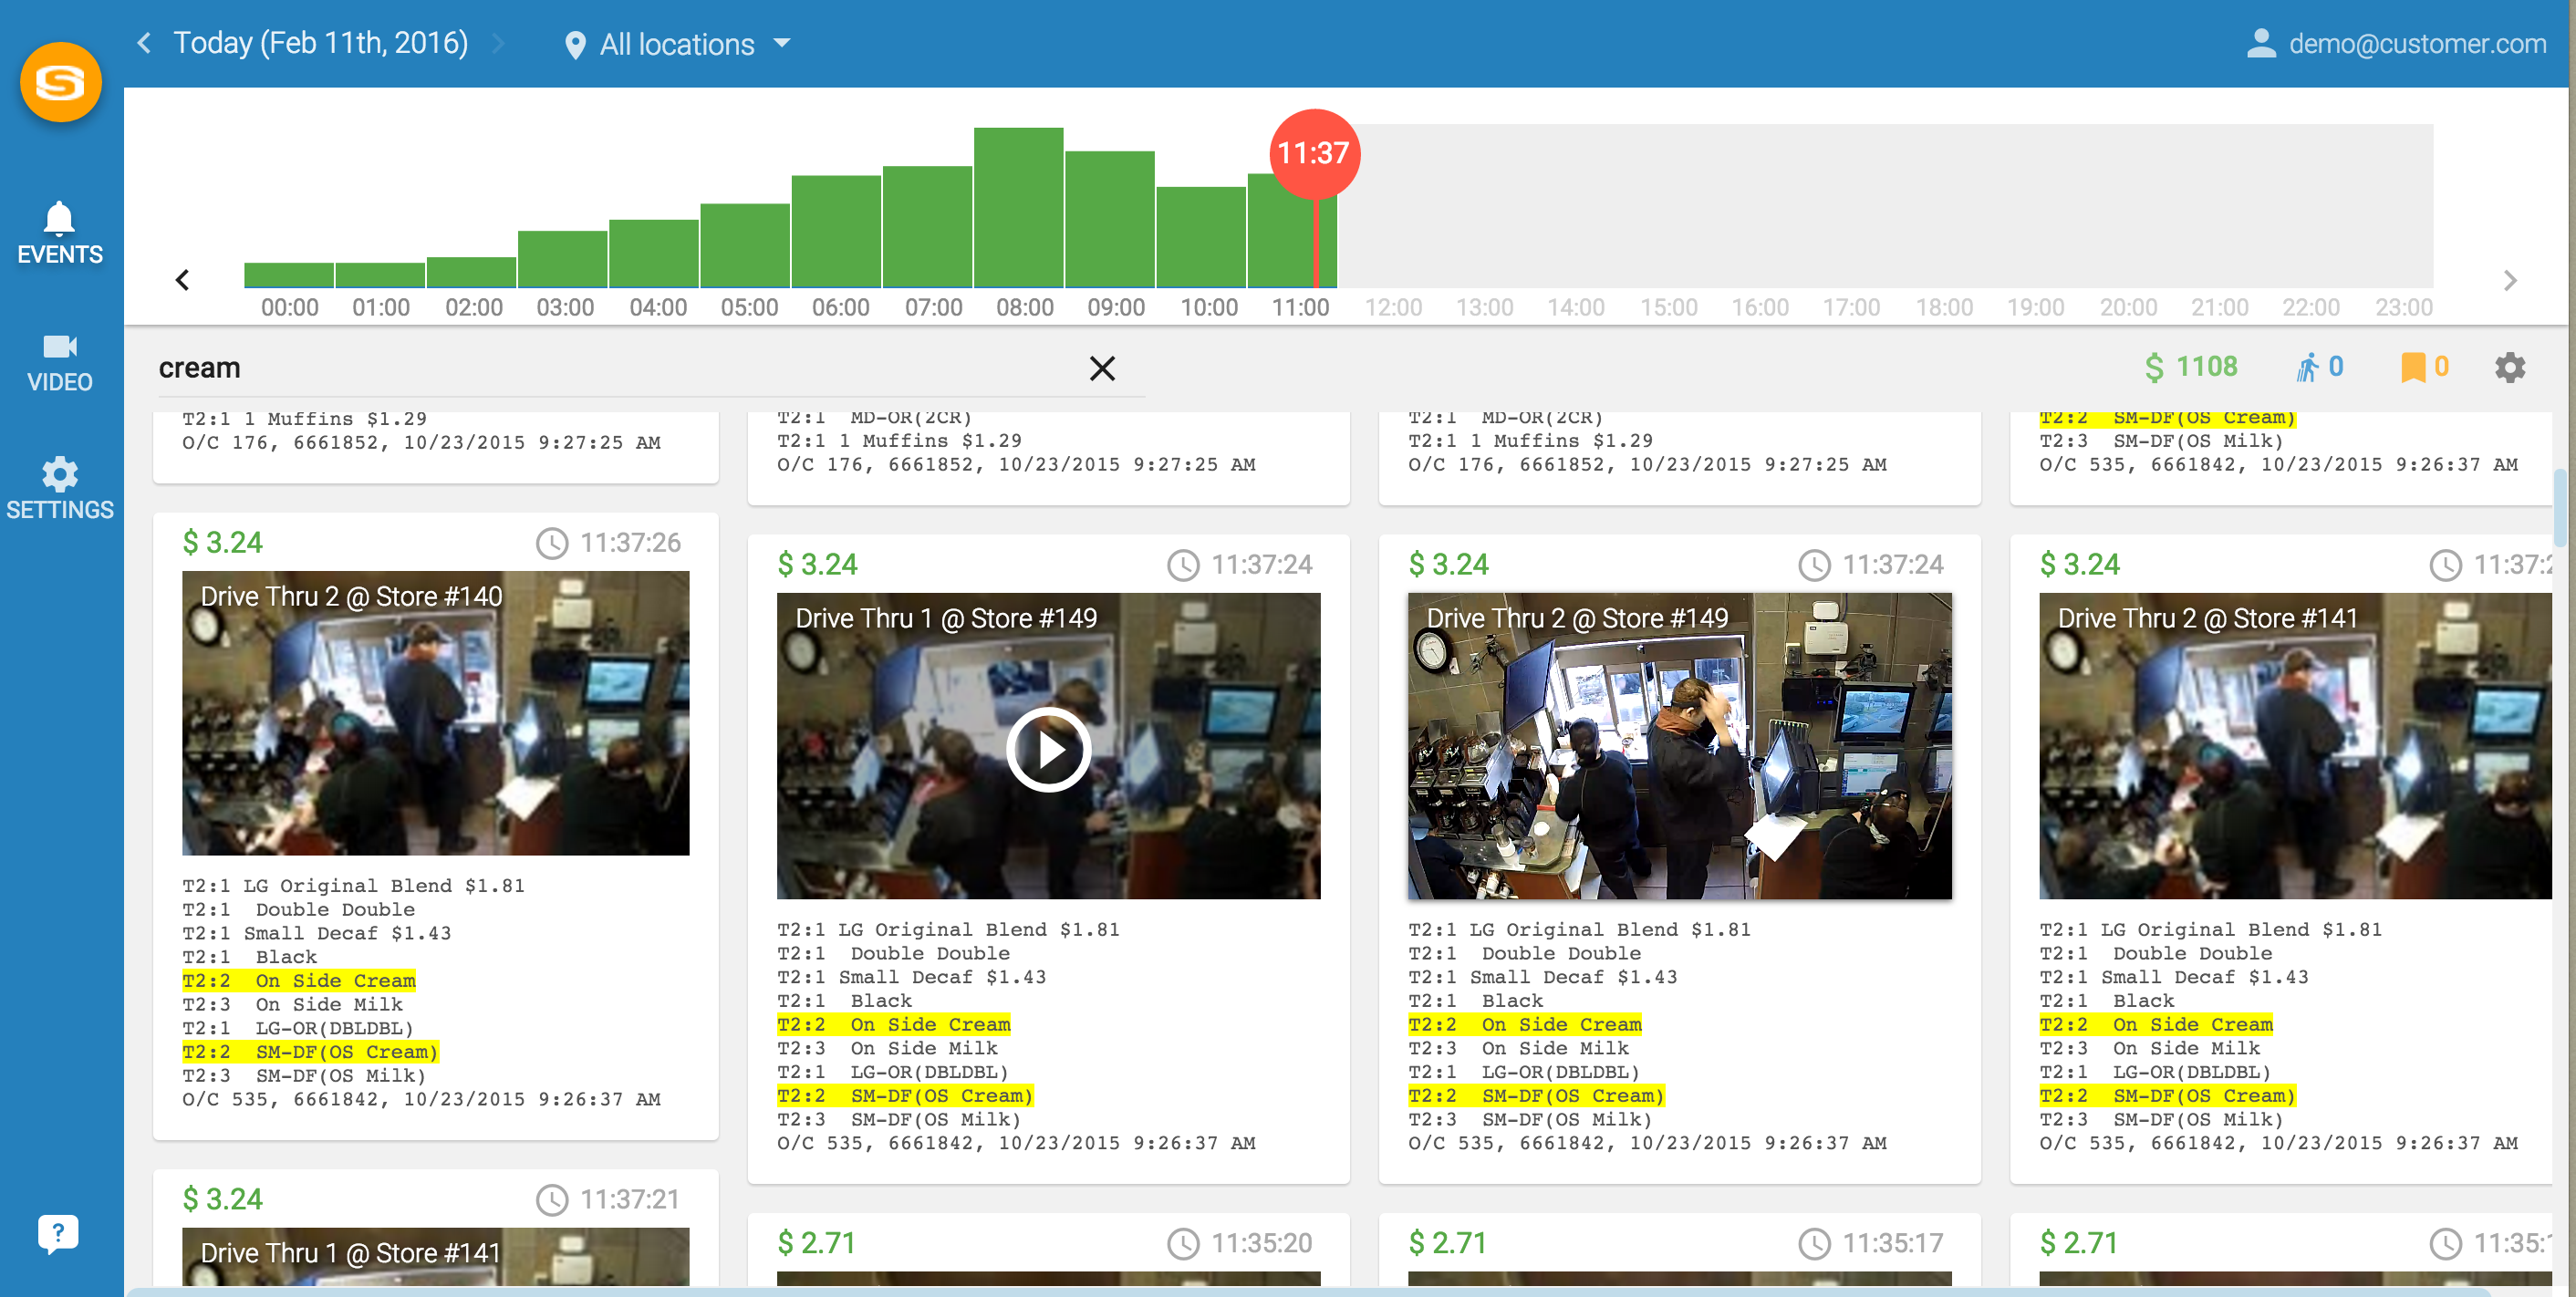 Today (Feb 11th, 2016)
All locations
demo@customer.com
S
EVENTS
VIDEO
SETTINGS
?
11:37
00:00 01:00 02:00 03:00 04:00 05:00 06:00 07:00 08:00 09:00 10:00 11:00 12:00 13:00 14:00 15:00 16:00 17:00 18:00 19:00 20:00 21:00 22:00 23:00
cream
$ 1108
0
0
T2:1 1 Muffins $1.29
O/C 176, 6661852, 10/23/2015 9:27:25 AM
T2:1 MD-OR(2CR)
T2:1 1 Muffins $1.29
O/C 176, 6661852, 10/23/2015 9:27:25 AM
T2:1 MD-OR(2CR)
T2:1 1 Muffins $1.29
O/C 176, 6661852, 10/23/2015 9:27:25 AM
T2:2 SM-DF(OS Cream)
T2:3 SM-DF(OS Milk)
O/C 535, 6661842, 10/23/2015 9:26:37 AM
$ 3.24 11:37:26
Drive Thru 2 @ Store #140
T2:1 LG Original Blend $1.81
T2:1 Double Double
T2:1 Small Decaf $1.43
T2:1 Black
T2:2 On Side Cream
T2:3 On Side Milk
T2:1 LG-OR(DBLDBL)
T2:2 SM-DF(OS Cream)
T2:3 SM-DF(OS Milk)
O/C 535, 6661842, 10/23/2015 9:26:37 AM
$ 3.24 11:37:24
Drive Thru 1 @ Store #149
T2:1 LG Original Blend $1.81
T2:1 Double Double
T2:1 Small Decaf $1.43
T2:1 Black
T2:2 On Side Cream
T2:3 On Side Milk
T2:1 LG-OR(DBLDBL)
T2:2 SM-DF(OS Cream)
T2:3 SM-DF(OS Milk)
O/C 535, 6661842, 10/23/2015 9:26:37 AM
$ 3.24 11:37:24
Drive Thru 2 @ Store #149
T2:1 LG Original Blend $1.81
T2:1 Double Double
T2:1 Small Decaf $1.43
T2:1 Black
T2:2 On Side Cream
T2:3 On Side Milk
T2:1 LG-OR(DBLDBL)
T2:2 SM-DF(OS Cream)
T2:3 SM-DF(OS Milk)
O/C 535, 6661842, 10/23/2015 9:26:37 AM
$ 3.24 11:37:2
Drive Thru 2 @ Store #141
T2:1 LG Original Blend $1.81
T2:1 Double Double
T2:1 Small Decaf $1.43
T2:1 Black
T2:2 On Side Cream
T2:3 On Side Milk
T2:1 LG-OR(DBLDBL)
T2:2 SM-DF(OS Cream)
T2:3 SM-DF(OS Milk)
O/C 535, 6661842, 10/23/2015 9:26:37 AM
$ 3.24 11:37:21
Drive Thru 1 @ Store #141
$ 2.71 11:35:20
$ 2.71 11:35:17
$ 2.71 11:35:1